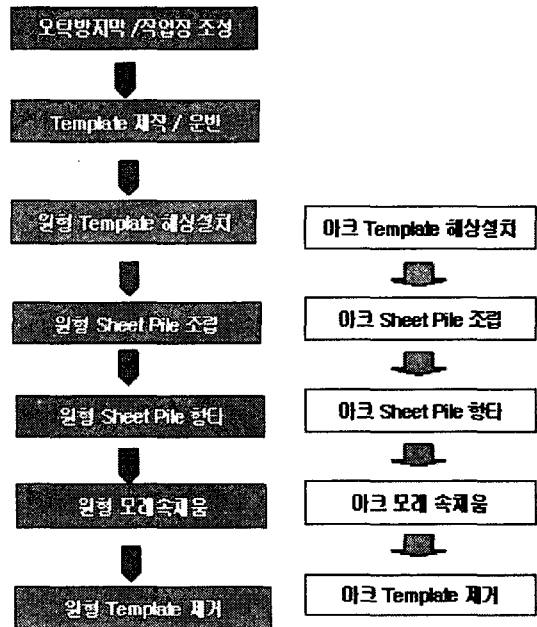 오탁방지막 /작업장 조성
Template 제작 / 운반
원형 Template 해상설치
원형 Sheet Pile 조립
원형 Sheet Pile 항타
원형 모래속채움
원형 Template 제거
아크 Template 해상설치
아크 Sheet Pile 조립
아크 Sheet Pile 항타
아크 모래 속채움
아크 Template 제거